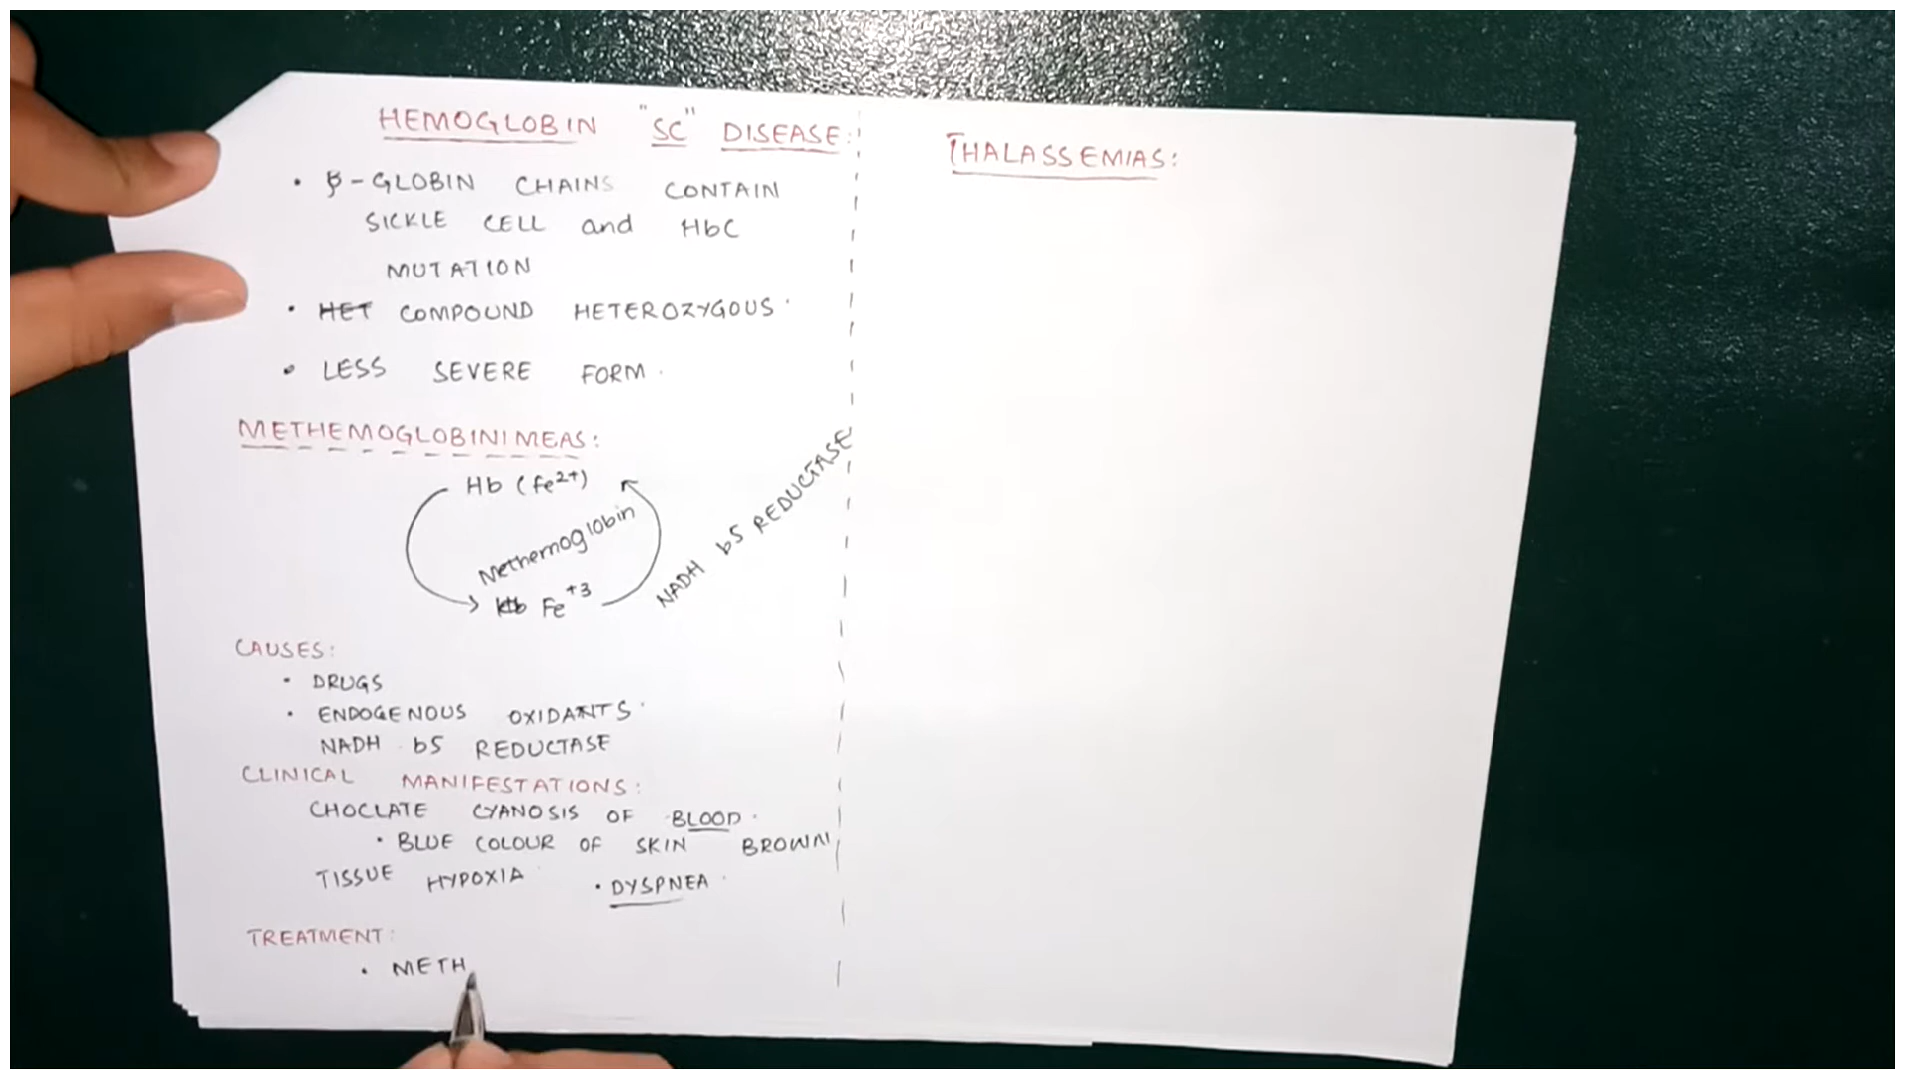 HEMOGLOBIN "SC" DISEASE:
• β-GLOBIN CHAINS CONTAIN
SICKLE CELL and HbC
MUTATION
• HET COMPOUND HETEROZYGOUS.
• LESS SEVERE FORM.
METHEMOGLOBINIMEAS:
Hb (Fe2+)
Methemoglobin
Hb Fe+3
NADH b5 REDUCTASE
CAUSES:
• DRUGS
• ENDOGENOUS OXIDANTS.
NADH b5 REDUCTASE
CLINICAL MANIFESTATIONS:
CHOCLATE CYANOSIS OF BLOOD.
• BLUE COLOUR OF SKIN BROWN
TISSUE HYPOXIA • DYSPNEA.
TREATMENT:
• METH
THALASSEMIAS: